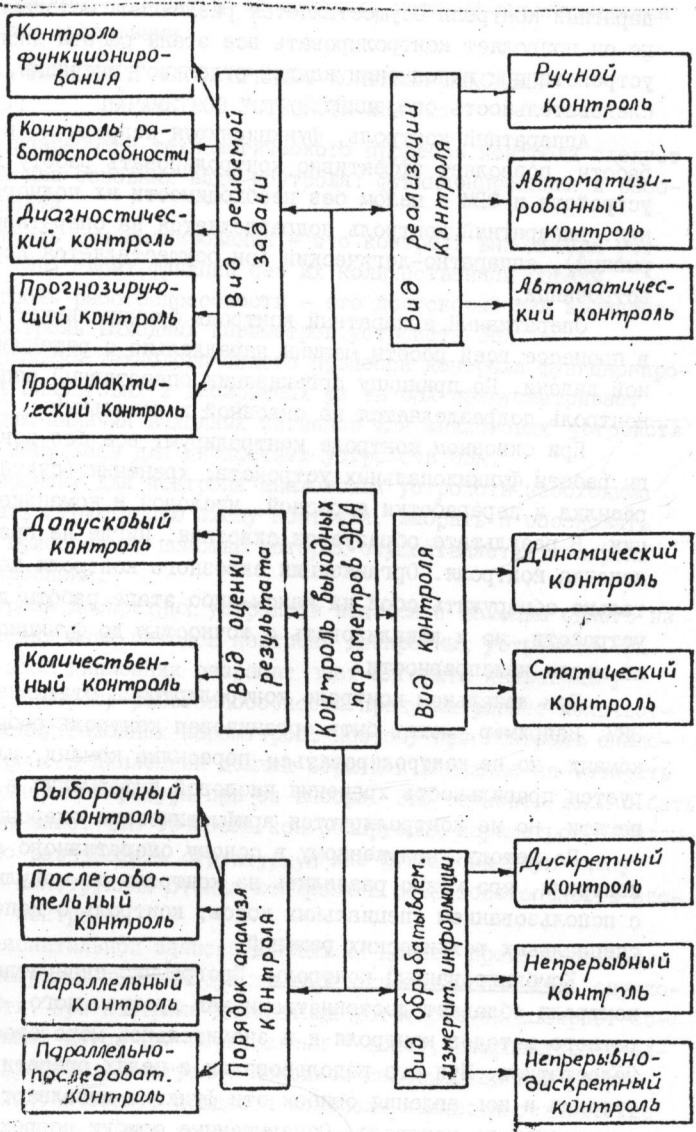 Контроль
функционирo-
вания
Контроль ра-
ботоспособности
Диагностичес-
кий контроль
Прогнозирую-
щий контроль
Профилакти-
ческий контроль
Вид решаемой
задачи
Вид реализации
контроля
Ручной
контроль
Автоматизи-
рованный
контроль
Автоматичес-
кий контроль
Допусковый
контроль
Количествен-
ный контроль
Вид оценки
результата
Контроль выходных
параметров ЭВЛ
Вид контроля
Динамический
контроль
Статический
контроль
Выборочный
контроль
Последова-
тельный
контроль
Параллельный
контроль
Параллельно-
последоват.
контроль
Порядок анализа
контроля
Вид обрабатываем.
измерит. информации
Дискретный
контроль
Непрерывный
контроль
Непрерывно-
дискретный
контроль